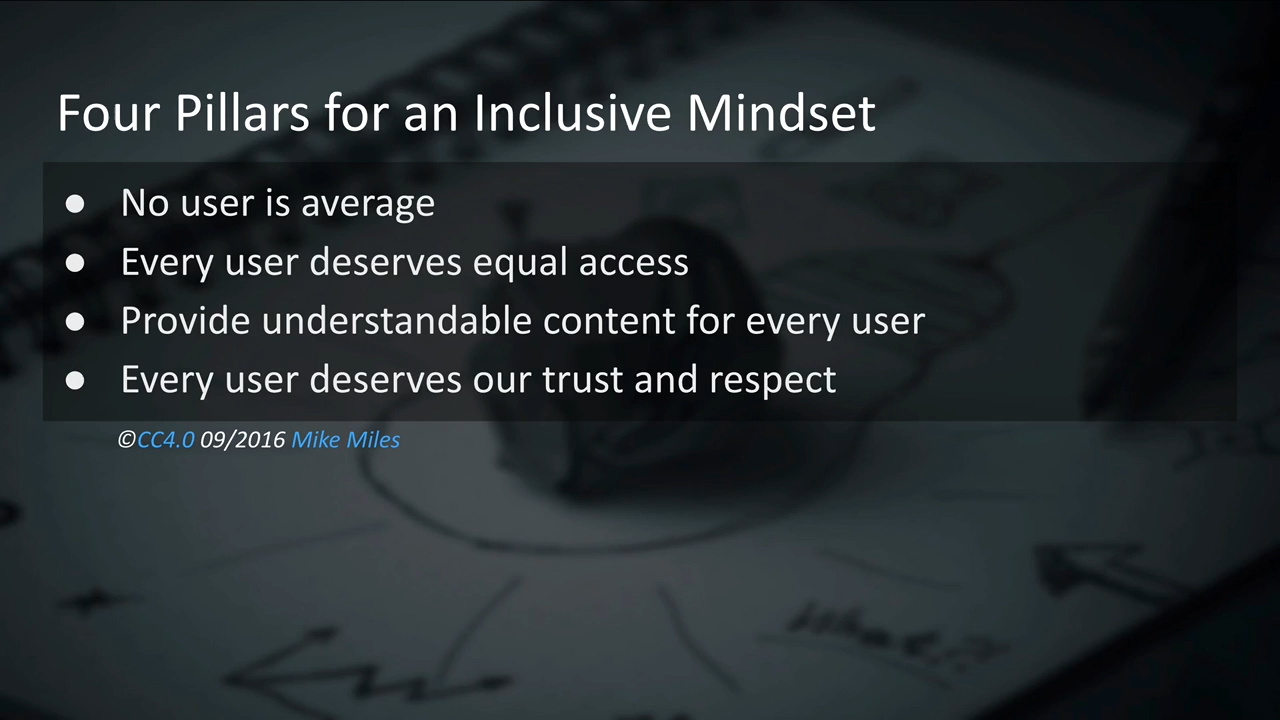 Four Pillars for an Inclusive Mindset
● No user is average
● Every user deserves equal access
● Provide understandable content for every user
● Every user deserves our trust and respect
©CC4.0 09/2016 Mike Miles
What?!